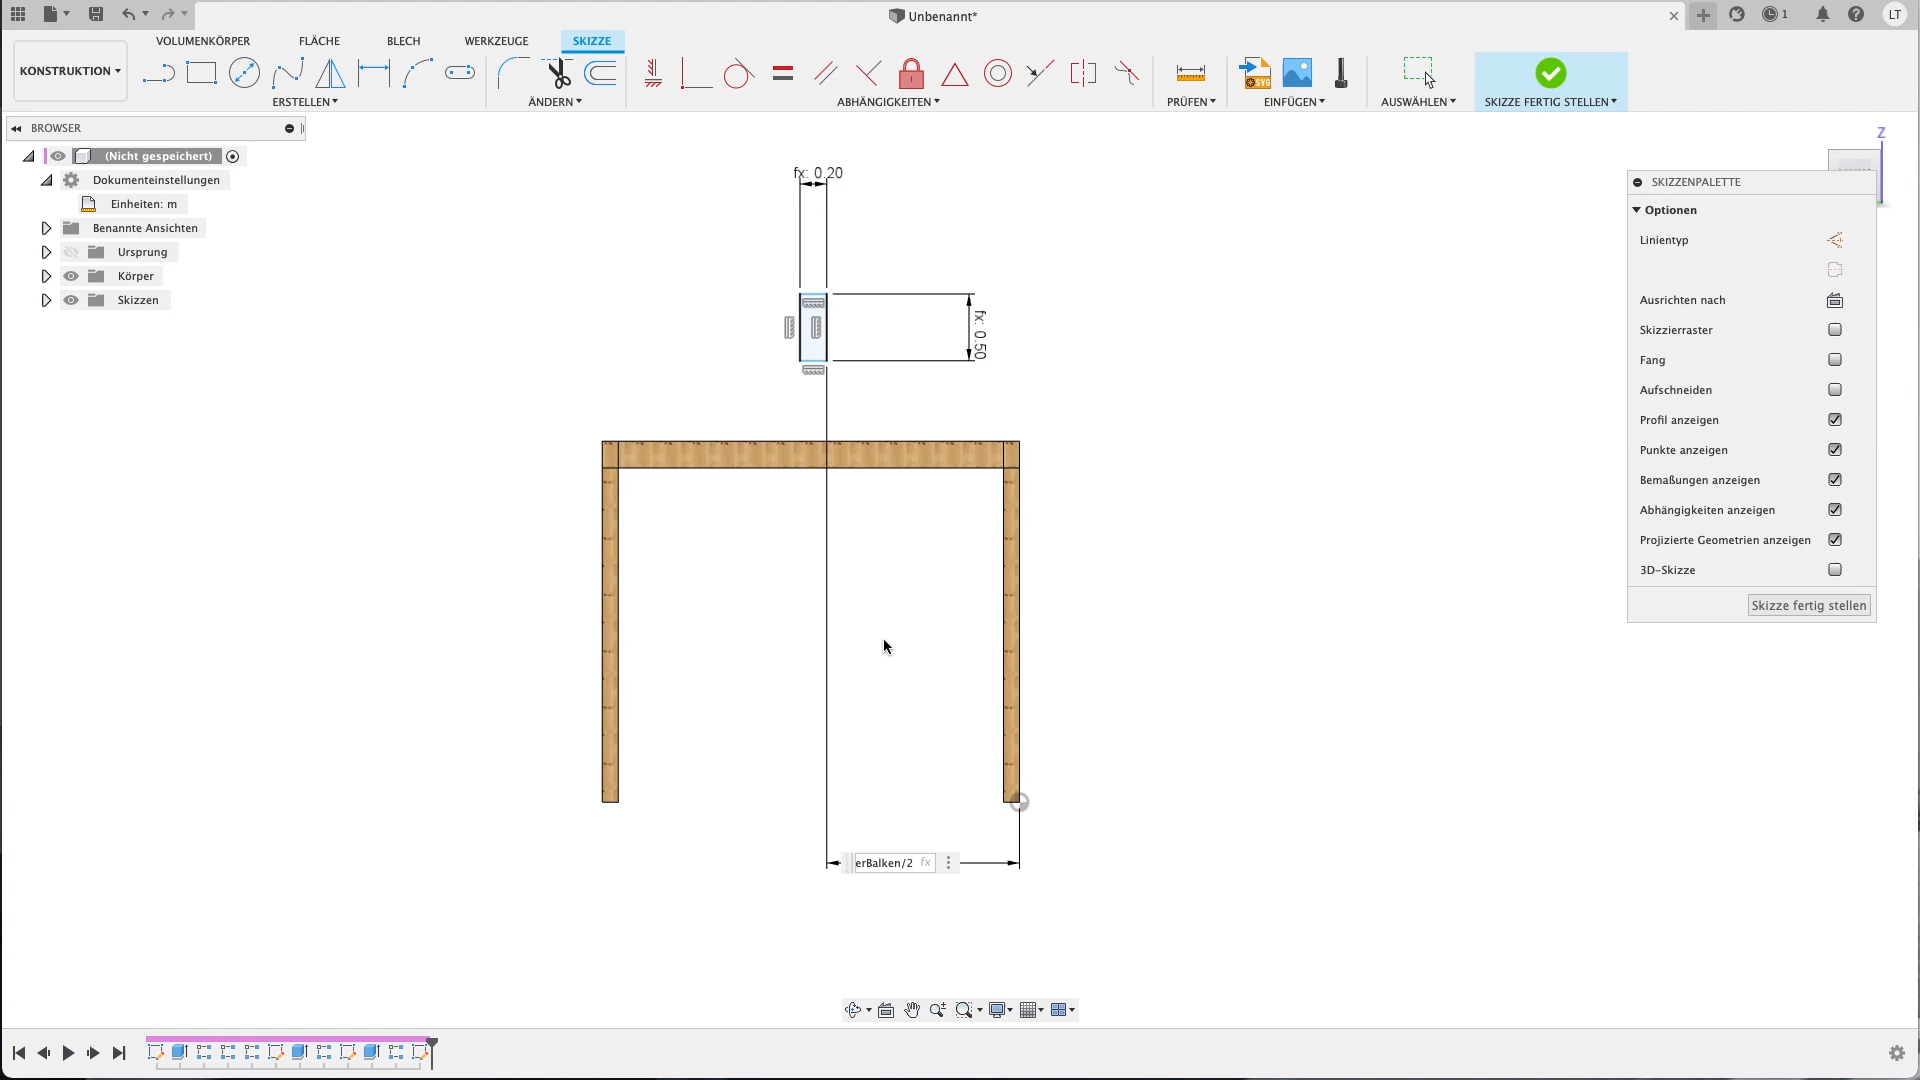 Unbenannt*
1
LT
KONSTRUKTION
VOLUMENKÖRPER
FLÄCHE
BLECH
WERKZEUGE
SKIZZE
ERSTELLEN
ÄNDERN
ABHÄNGIGKEITEN
PRÜFEN
EINFÜGEN
AUSWÄHLEN
SKIZZE FERTIG STELLEN
BROWSER
(Nicht gespeichert)
Dokumenteinstellungen
Einheiten: m
Benannte Ansichten
Ursprung
Körper
Skizzen
fx: 0.20
fx: 0.50
erBalken/2 fx
Z
SKIZZENPALETTE
Optionen
Linientyp
Ausrichten nach
Skizzierraster
Fang
Aufschneiden
Profil anzeigen
Punkte anzeigen
Bemaßungen anzeigen
Abhängigkeiten anzeigen
Projizierte Geometrien anzeigen
3D-Skizze
Skizze fertig stellen